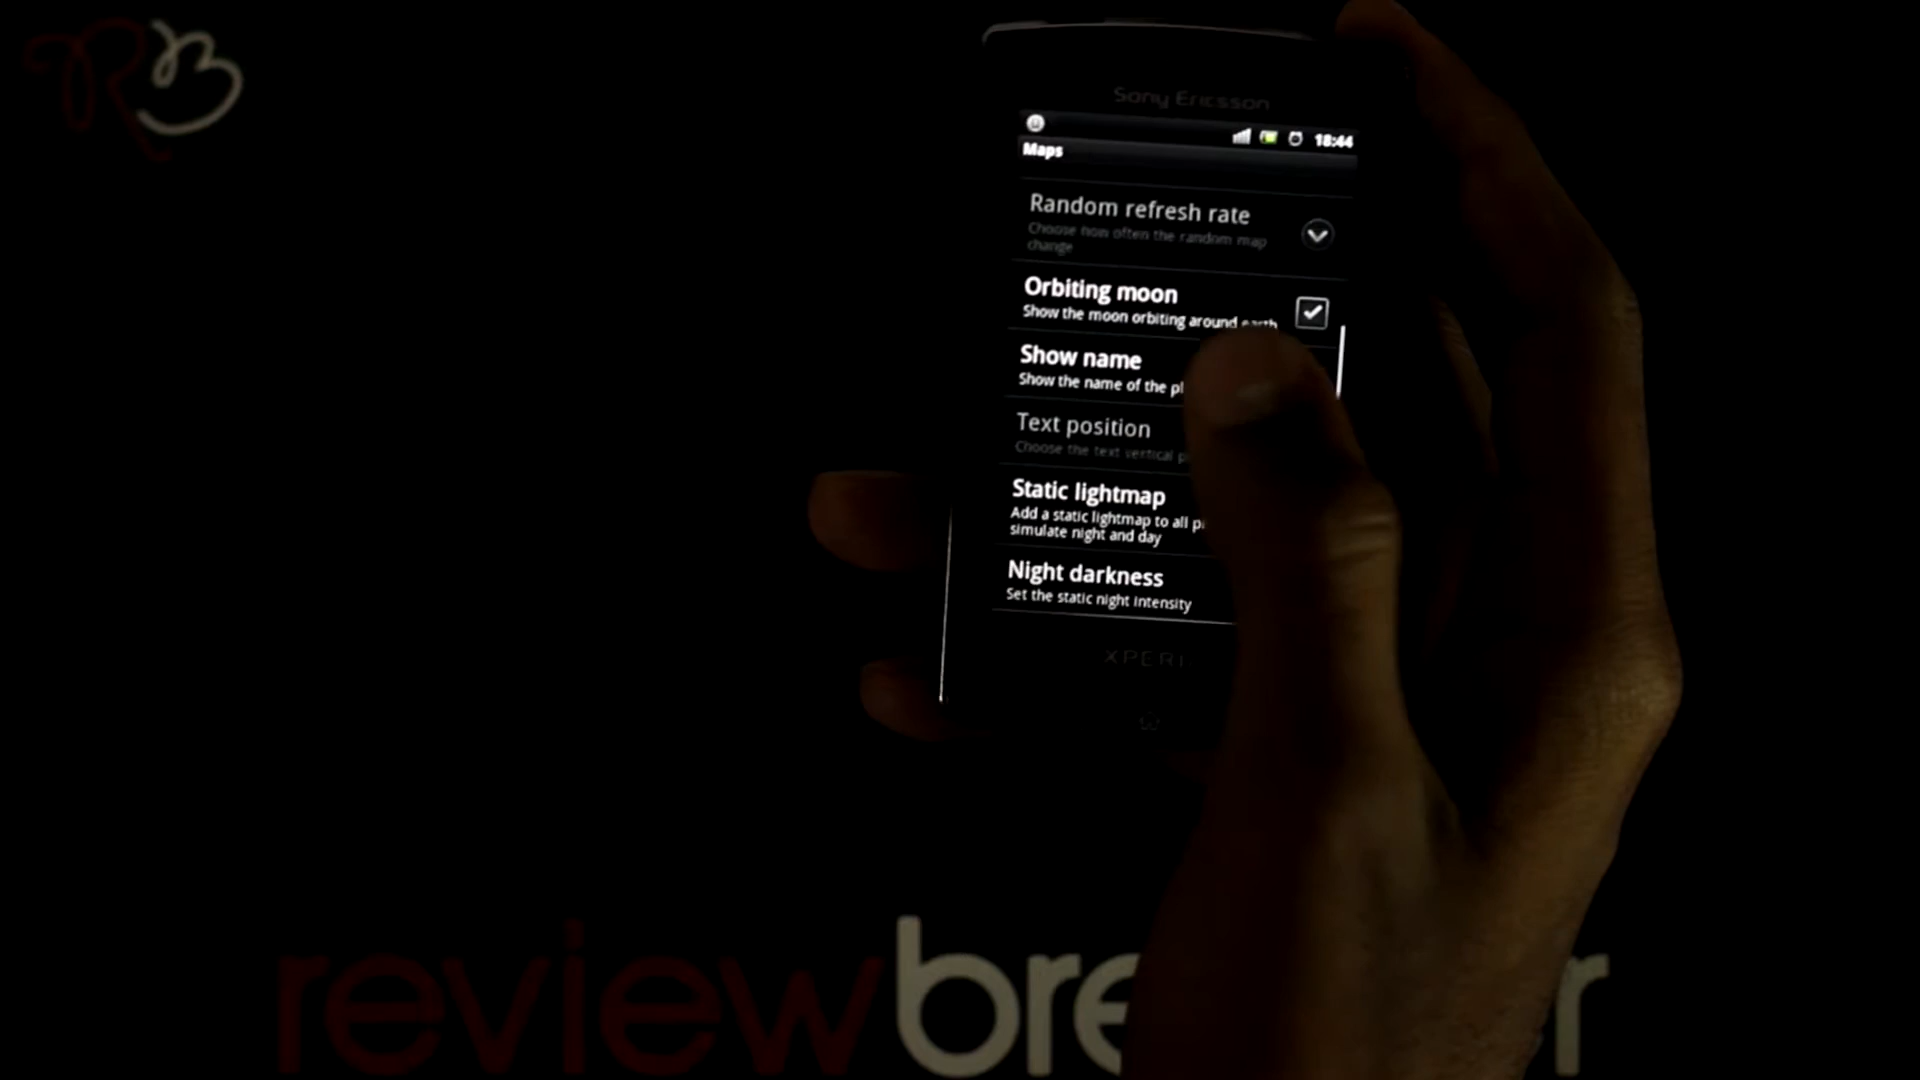 RB
Sony Ericsson
18:44
Maps
Random refresh rate
Choose how often the random map
change
Orbiting moon
Show the moon orbiting around earth
Show name
Show the name of the
Text position
Choose the text vertical
Static lightmap
Add a static lightmap to all
simulate night and day
Night darkness
Set the static night intensity
XPERI
review